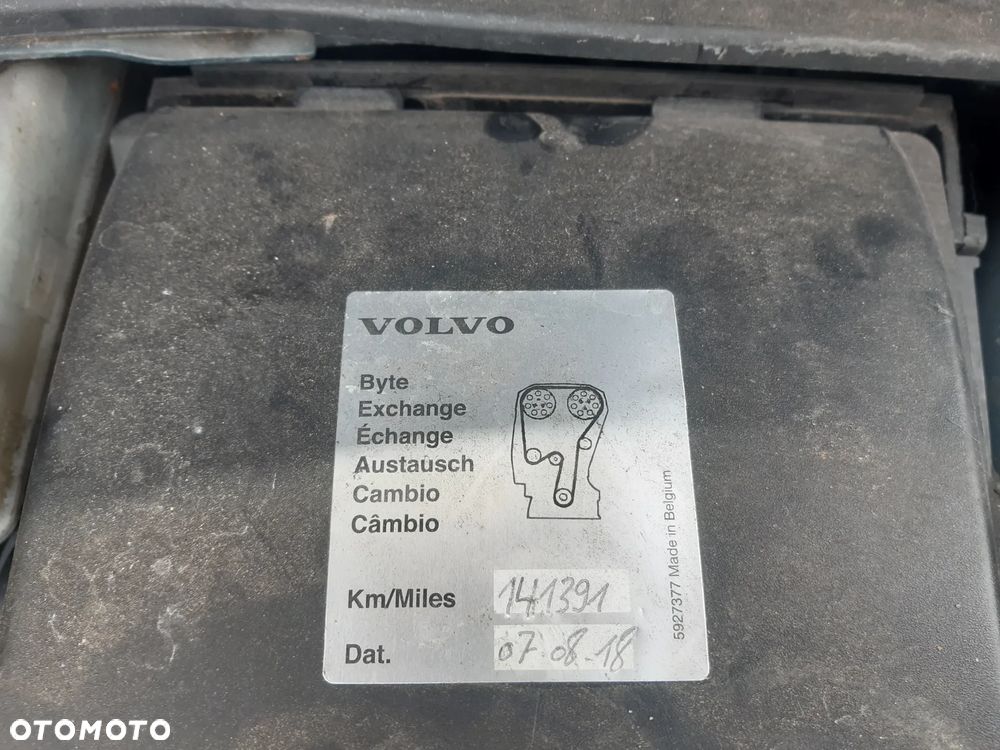 VOLVO
Byte
Exchange
Échange
Austausch
Cambio
Câmbio
Km/Miles 141391
Dat. 07.08.18
5927377 Made in Belgium
OTOMOTO